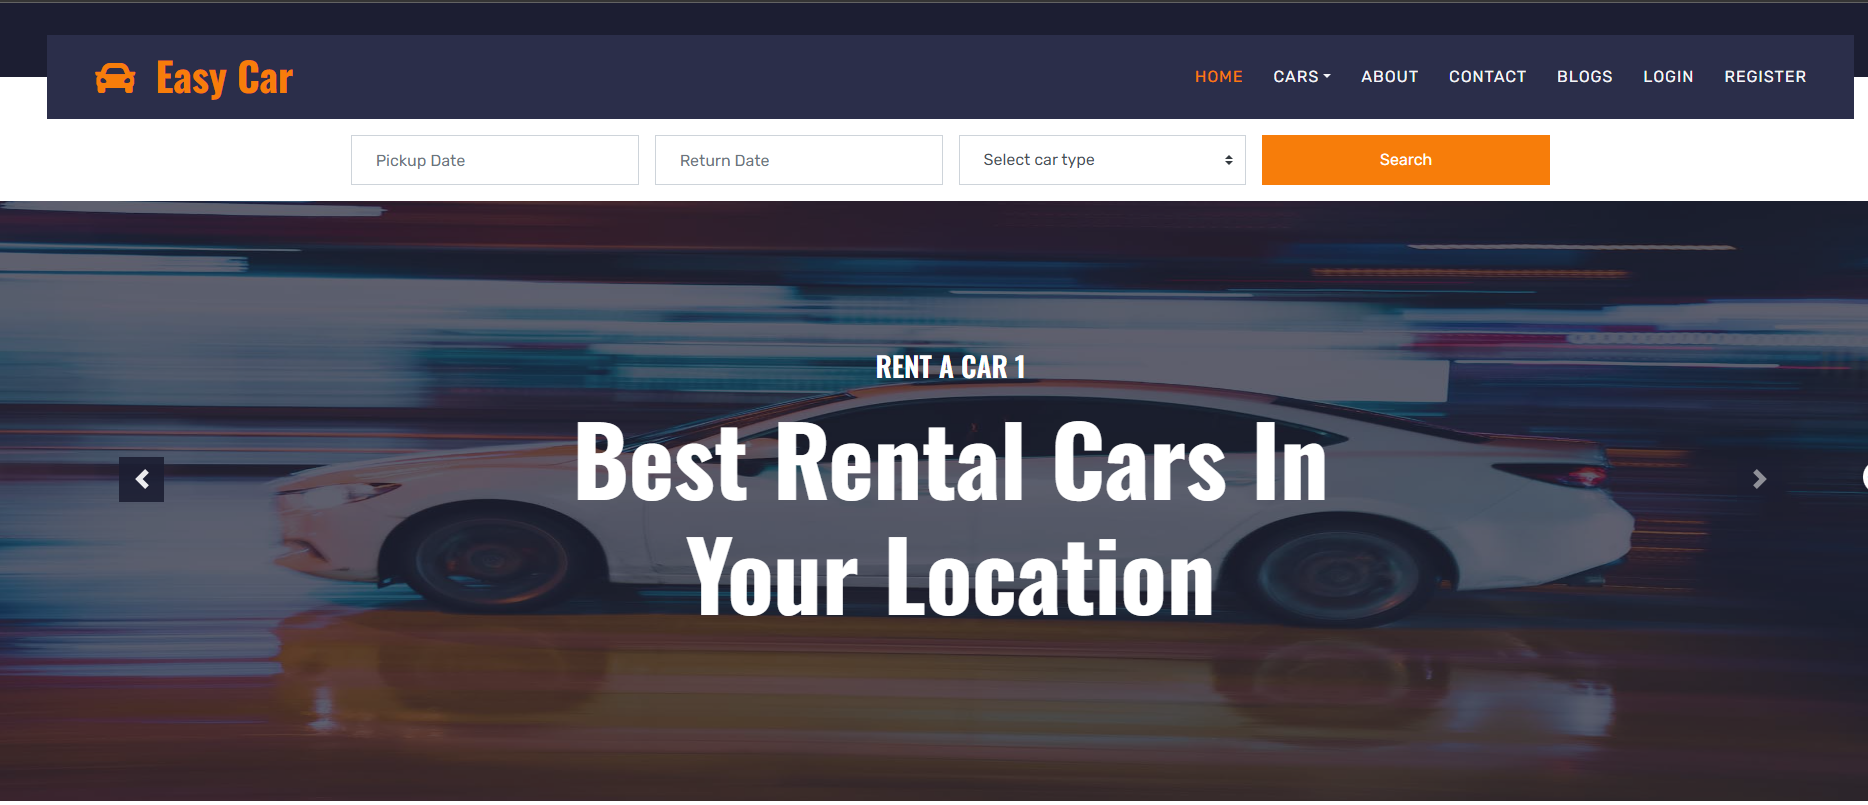 Easy Car
HOME CARS ABOUT CONTACT BLOGS LOGIN REGISTER
Pickup Date Return Date Select car type Search
RENT A CAR 1
Best Rental Cars In
Your Location